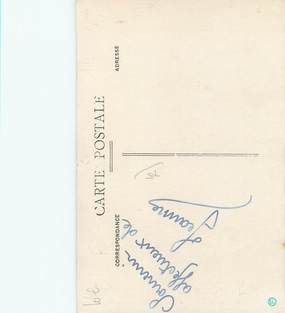 CARTE POSTALE
CORRESPONDANCE
ADRESSE
Souvenir
affectueux de
Jeanne